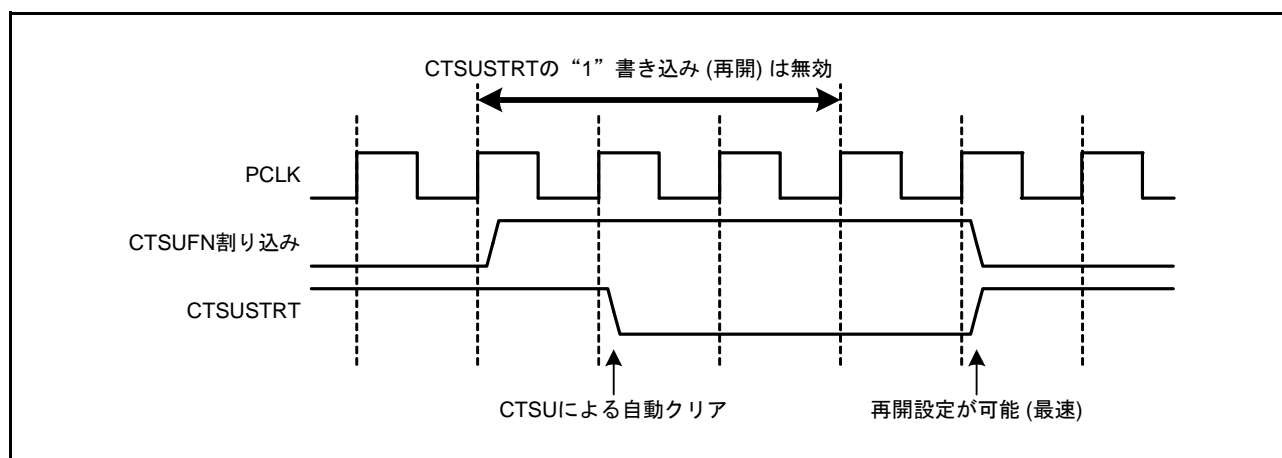 CTSUSTRTの“1”書き込み (再開) は無効
PCLK
CTSUFN割り込み
CTSUSTRT
CTSUによる自動クリア
再開設定が可能 (最速)